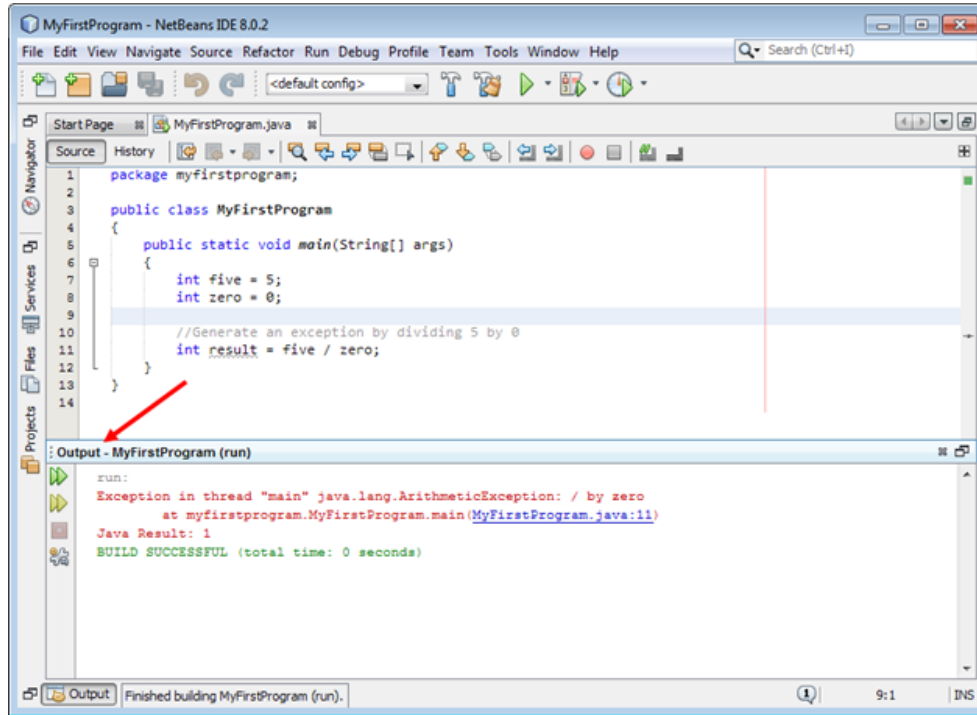 MyFirstProgram - NetBeans IDE 8.0.2
File Edit View Navigate Source Refactor Run Debug Profile Team Tools Window Help
Search (Ctrl+I)
<default config>
Start Page
MyFirstProgram.java
Source
History
Navigator
Services
Files
Projects
1 package myfirstprogram;
2
3 public class MyFirstProgram
4 {
5 public static void main(String[] args)
6 {
7 int five = 5;
8 int zero = 0;
9
10 //Generate an exception by dividing 5 by 0
11 int result = five / zero;
12 }
13 }
14
Output - MyFirstProgram (run)
run:
Exception in thread "main" java.lang.ArithmeticException: / by zero
at myfirstprogram.MyFirstProgram.main(MyFirstProgram.java:11)
Java Result: 1
BUILD SUCCESSFUL (total time: 0 seconds)
Output
Finished building MyFirstProgram (run).
1
9:1
INS